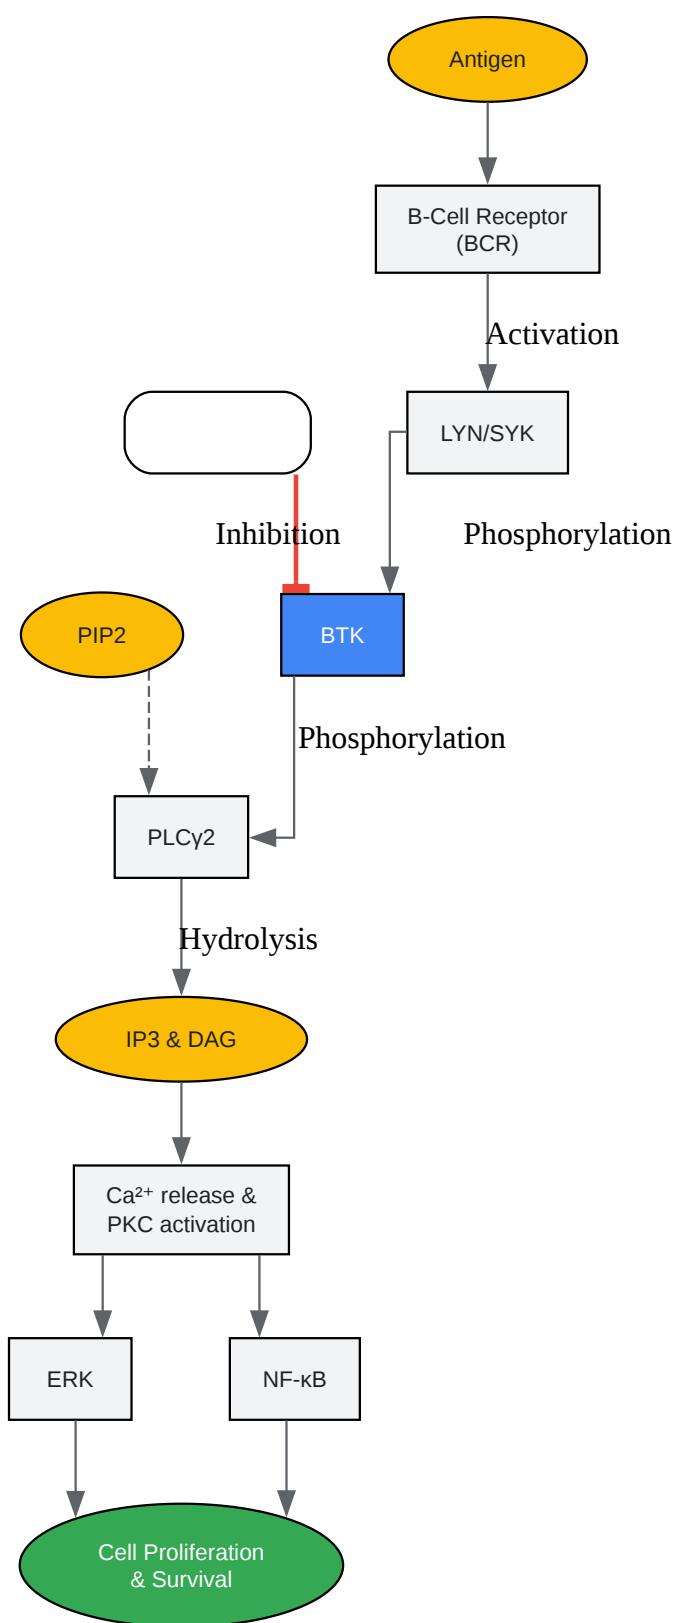 Antigen
B-Cell Receptor
(BCR)
Activation
LYN/SYK
Inhibition
Phosphorylation
PIP2
BTK
Phosphorylation
PLCγ2
Hydrolysis
IP3 & DAG
Ca²⁺ release &
PKC activation
ERK
NF-κB
Cell Proliferation
& Survival